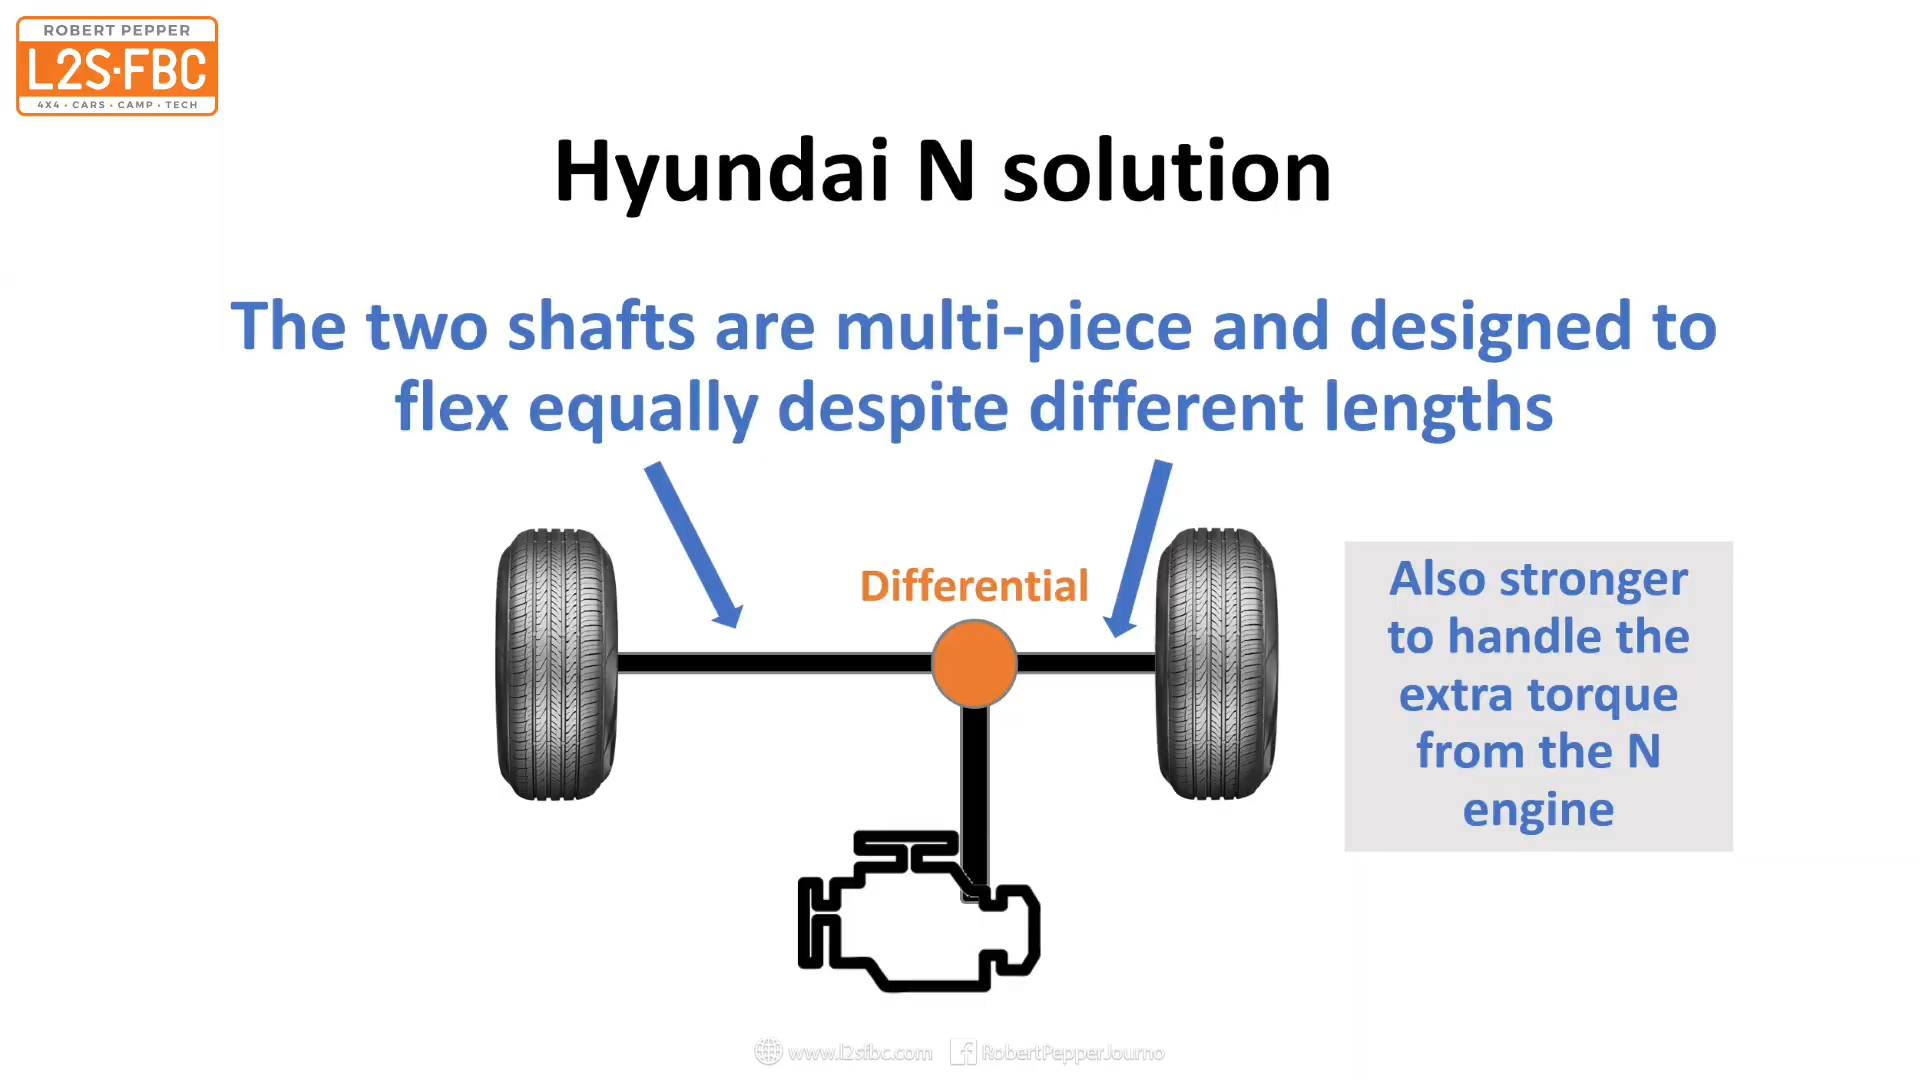 ROBERT PEPPER
L2S·FBC
4X4 • CARS • CAMP • TECH
Hyundai N solution
The two shafts are multi-piece and designed to
flex equally despite different lengths
Differential
Also stronger
to handle the
extra torque
from the N
engine
www.l2sfbc.com RobertPepperJourno